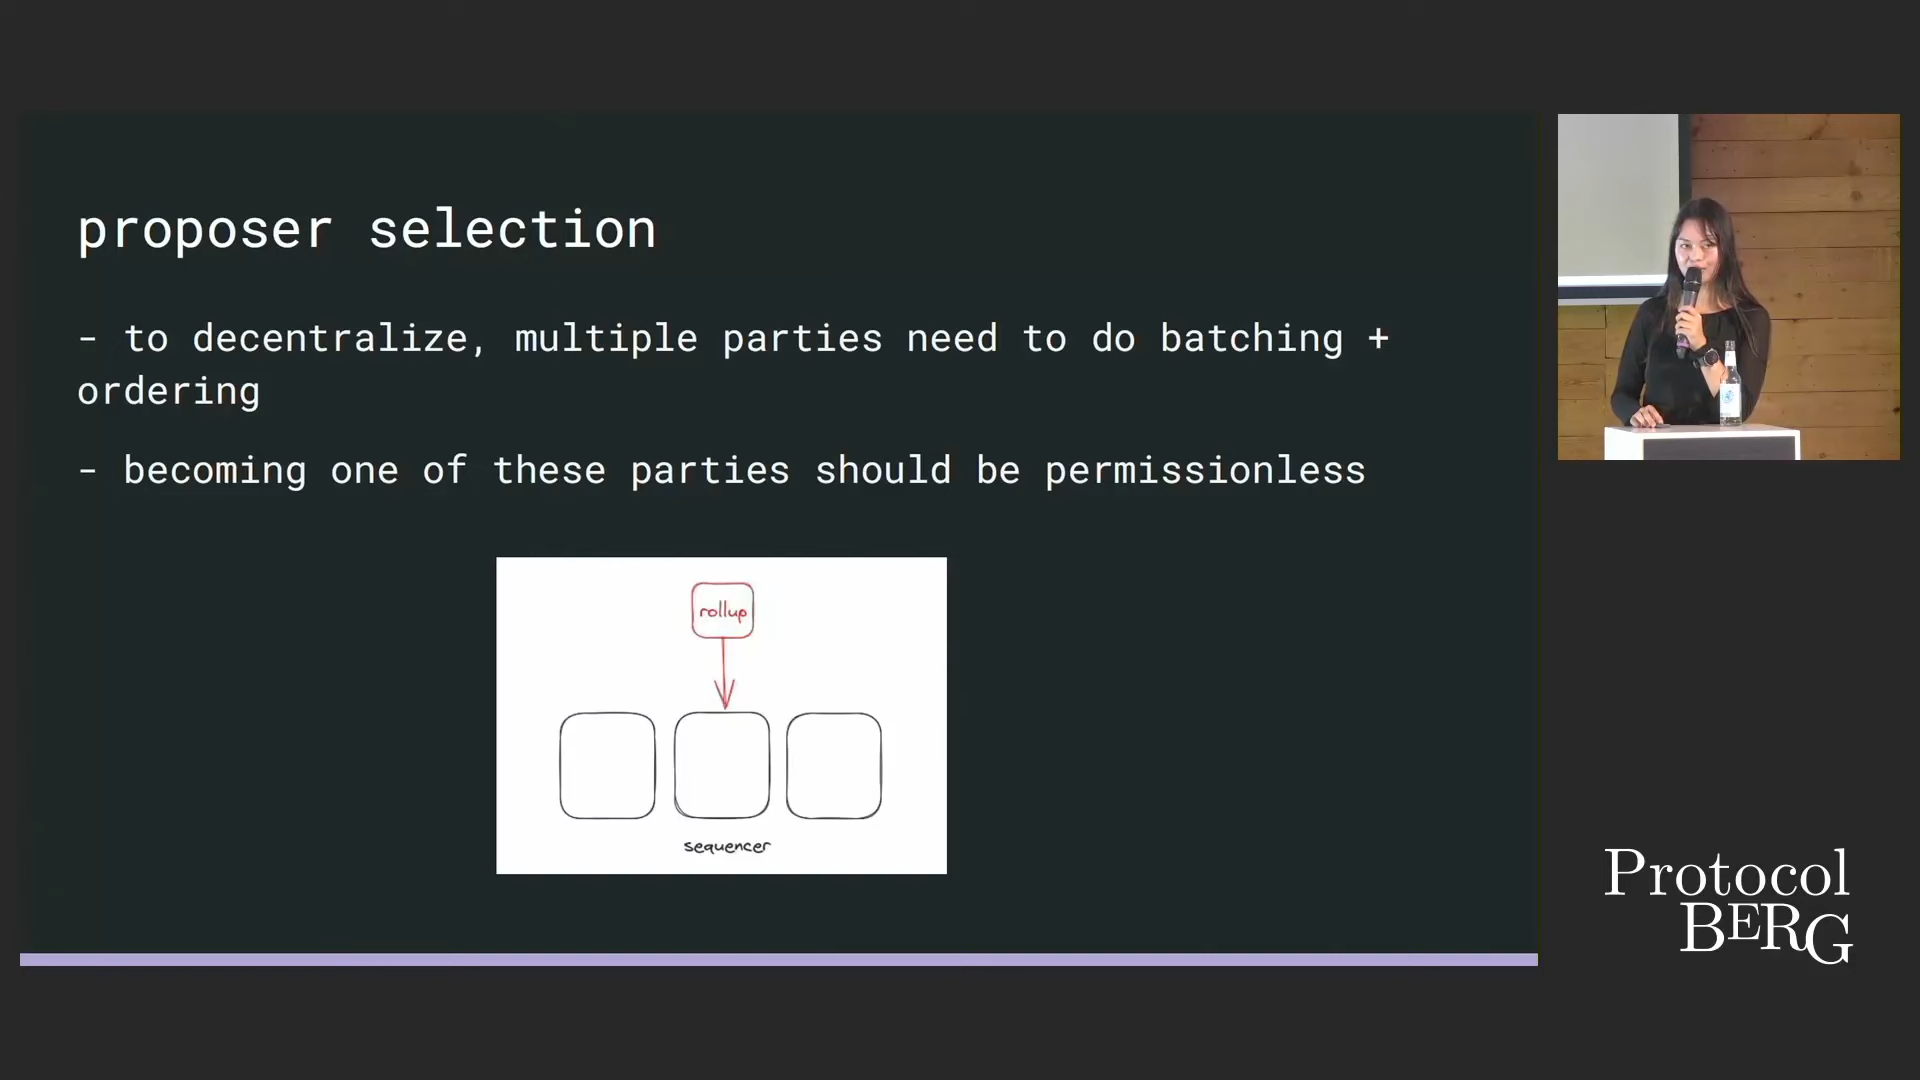 proposer selection
- to decentralize, multiple parties need to do batching +
ordering
- becoming one of these parties should be permissionless
rollup
sequencer
Protocol
BERG